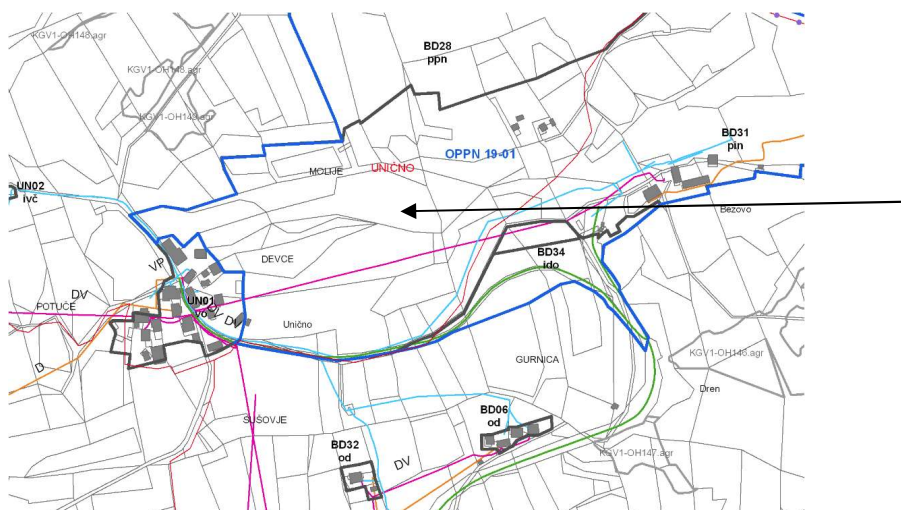 KGV1-OH148.agr
BD28
ppn
KGV1-OH148.agr
KGV1-OH148.agr
BD31
pin
OPPN 19-01
MOLIJE
UNIČNO
UN02
ivč
Bezovo
VP
DEVCE
BD34
ido
DV
POTUČE
UN01
vo
DV
Unično
GURNICA
KGV1-OH146.agr
D
Dren
SUŠOVJE
BD06
od
BD32
od
DV
KGV1-OH147.agr